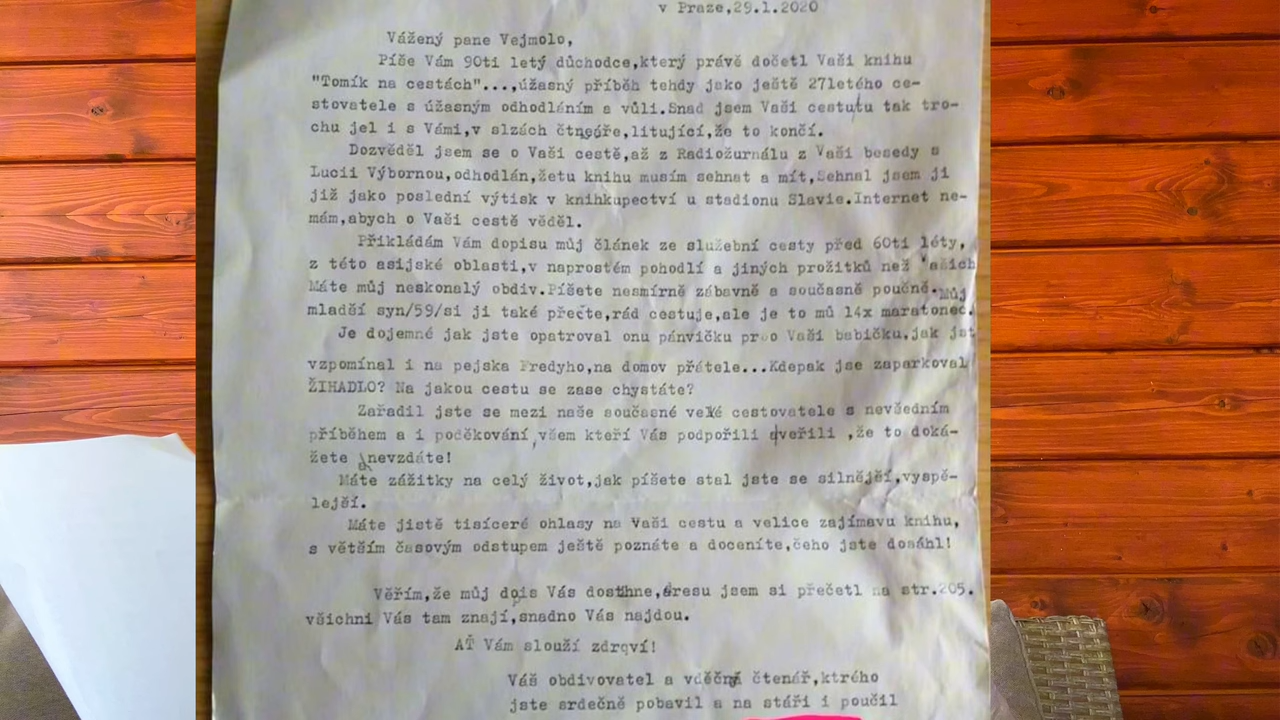 v Praze,29.1.2020
Vážený pane Vejmolo,
Píše Vám 90ti letý důchodce,který právě dočetl Vaši knihu
"Tomík na cestách"...,úžasný příběh tehdy jako ještě 27letého ce-
stovatele s úžasným odhodláním a vůli.Snad jsem Vaši cestutu tak tro-
chu jel i s Vámi,v slzách litující,že to končí.
Dozvěděl jsem se o Vaši cestě,až z Radiožurnálu z Vaši besedy s
Lucií Výbornou,odhodlán,žetu knihu musím sehnat a mít,Sehnal jsem ji
již jako poslední výtisk v knihkupectví u stadionu Slavie.Internet ne-
mám,abych o Vaši cestě věděl.
Přikládám Vám dopisu můj článek ze služební cesty před 60ti léty,
z této asijské oblasti,v naprostém pohodlí a jiných prožitků než 'ašich
Máte můj neskonalý obdiv.Píšete nesmírně zábavně a současně poučně.Můj
mladší syn/59/si ji také přečte,rád cestuje,ale je to mů 14x maratonec.
Je dojemné jak jste opatroval onu pánvičku pro Vaši babičku,jak jst
vzpomínal i na pejska Fredyho,na domov přátele...Kdepak jse zaparkoval
ŽIHADLO? Na jakou cestu se zase chystáte?
Zařadil jste se mezi naše současné velké cestovatele s nevšedním
příběhem a i poděkování,všem kteří Vás podpořili a věřili ,že to doká-
žete a nevzdáte!
Máte zážitky na celý život,jak píšete stal jste se silnější,vyspě-
lejší.
Máte jistě tisíceré ohlasy na Vaši cestu a velice zajímavu knihu,
s větším časovým odstupem ještě poznáte a doceníte,čeho jste dosáhl!
Věřím,že můj dopis Vás dostihne,adresu jsem si přečetl na str.205.
všichni Vás tam znají,snadno Vás najdou.
AŤ Vám slouží zdraví!
Váš obdivovatel a vděčný čtenář,ktrého
jste srdečně pobavil a na stáří i poučil